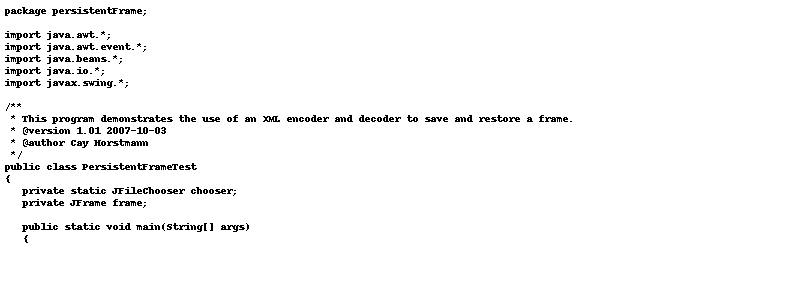 package persistentFrame;
import java.awt.*;
import java.awt.event.*;
import java.beans.*;
import java.io.*;
import javax.swing.*;
/**
 * This program demonstrates the use of an XML encoder and decoder to save and restore a frame.
 * @version 1.01 2007-10-03
 * @author Cay Horstmann
 */
public class PersistentFrameTest
{
   private static JFileChooser chooser;
   private JFrame frame;
   public static void main(String[] args)
   {